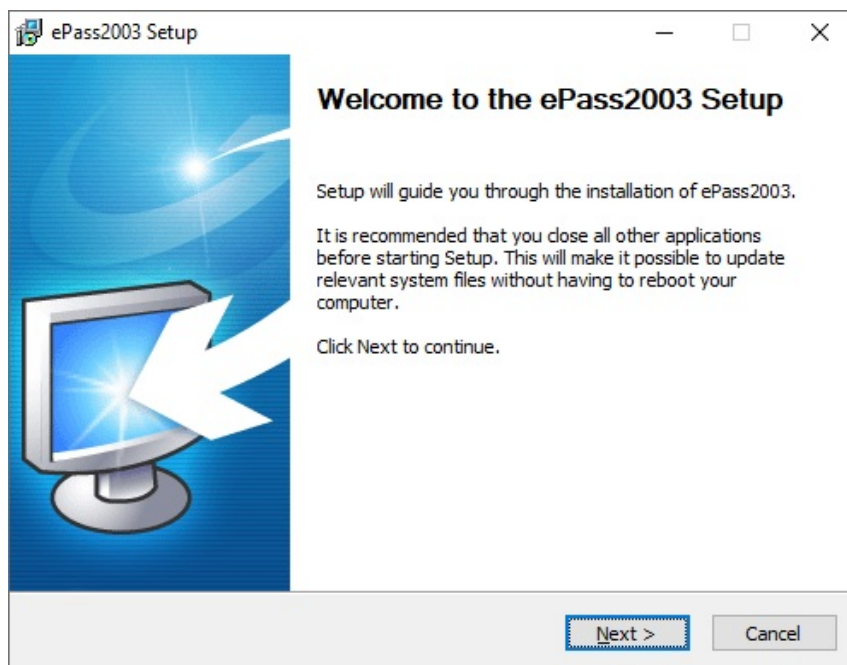 ePass2003 Setup
Welcome to the ePass2003 Setup
Setup will guide you through the installation of ePass2003.
It is recommended that you close all other applications
before starting Setup. This will make it possible to update
relevant system files without having to reboot your
computer.
Click Next to continue.
Next >
Cancel